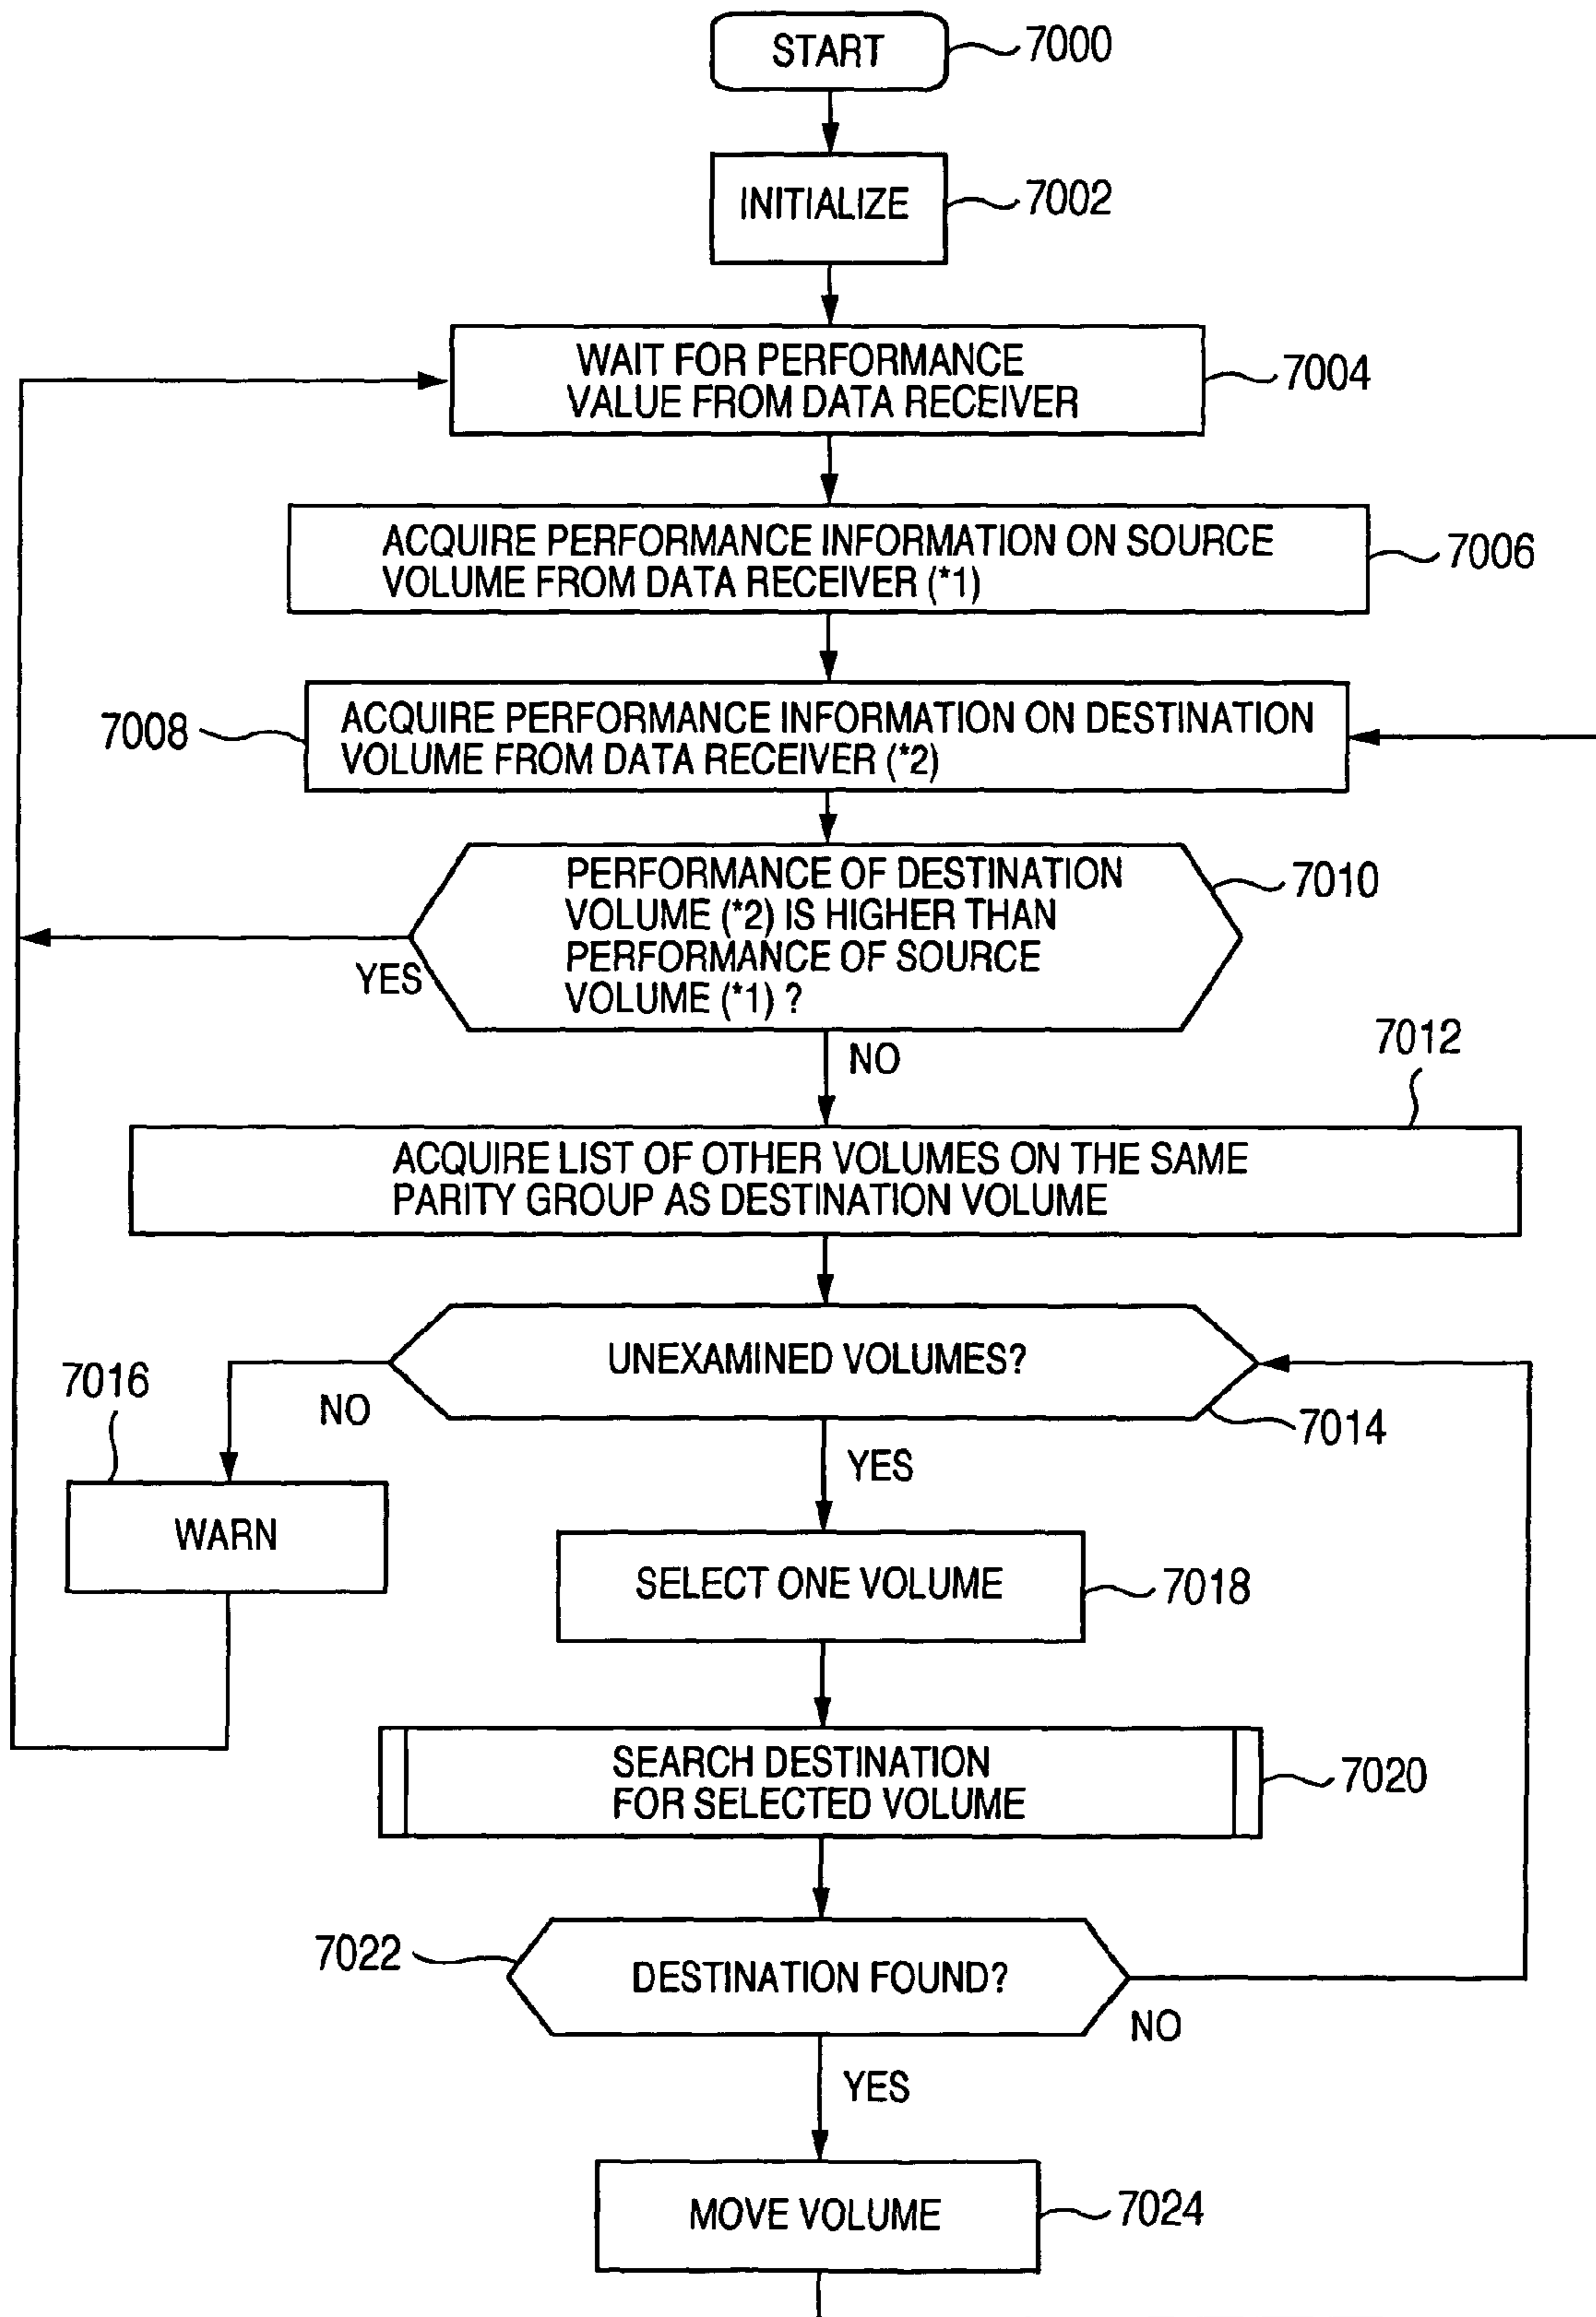 START
7000
INITIALIZE
7002
WAIT FOR PERFORMANCE
VALUE FROM DATA RECEIVER
7004
ACQUIRE PERFORMANCE INFORMATION ON SOURCE
VOLUME FROM DATA RECEIVER (*1)
7006
7008
ACQUIRE PERFORMANCE INFORMATION ON DESTINATION
VOLUME FROM DATA RECEIVER (*2)
PERFORMANCE OF DESTINATION
VOLUME (*2) IS HIGHER THAN
PERFORMANCE OF SOURCE
VOLUME (*1) ?
7010
YES
NO
7012
ACQUIRE LIST OF OTHER VOLUMES ON THE SAME
PARITY GROUP AS DESTINATION VOLUME
UNEXAMINED VOLUMES?
7014
NO
7016
YES
WARN
SELECT ONE VOLUME
7018
SEARCH DESTINATION
FOR SELECTED VOLUME
7020
7022
DESTINATION FOUND?
NO
YES
MOVE VOLUME
7024